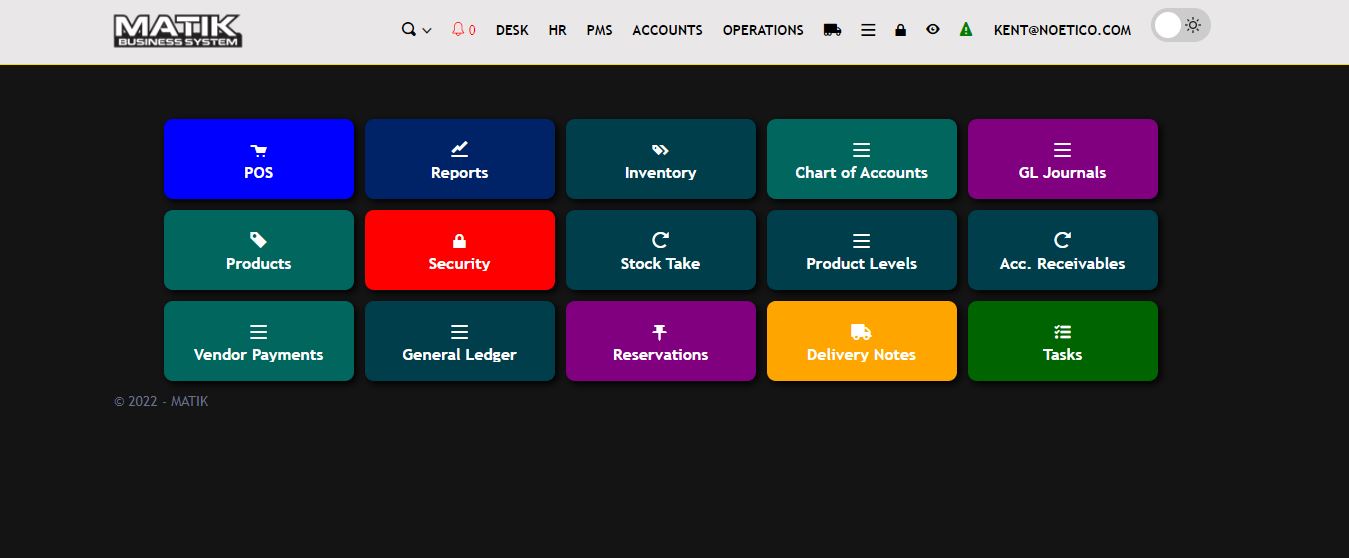 MATIK
BUSINESS SYSTEM
0 DESK HR PMS ACCOUNTS OPERATIONS KENT@NOETICO.COM
POS Reports Inventory Chart of Accounts GL Journals
Products Security Stock Take Product Levels Acc. Receivables
Vendor Payments General Ledger Reservations Delivery Notes Tasks
© 2022 - MATIK